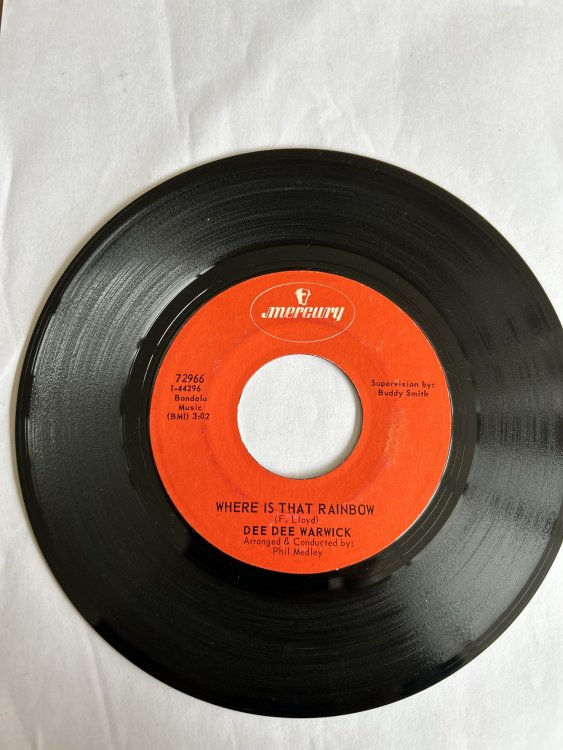 mercury
72966
1-44296
Bandola
Music
(BMI) 3:02
Supervision by:
Buddy Smith
WHERE IS THAT RAINBOW
(F. Lloyd)
DEE DEE WARWICK
Arranged & Conducted by:
Phil Medley